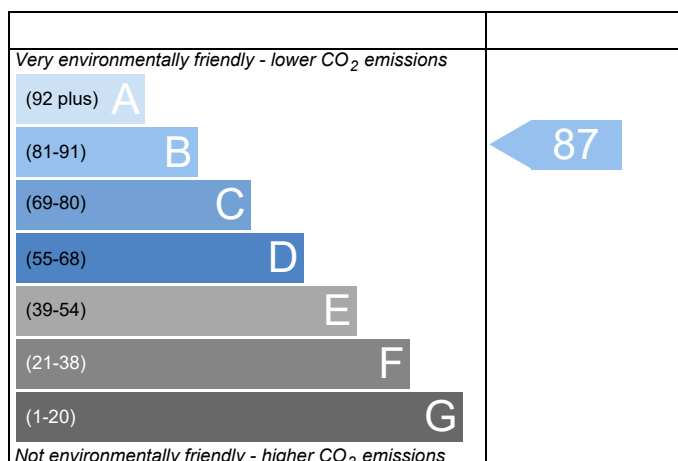 Very environmentally friendly - lower CO2 emissions
(92 plus) A
(81-91) B
87
(69-80) C
(55-68) D
(39-54) E
(21-38) F
(1-20) G
Not environmentally friendly - higher CO2 emissions